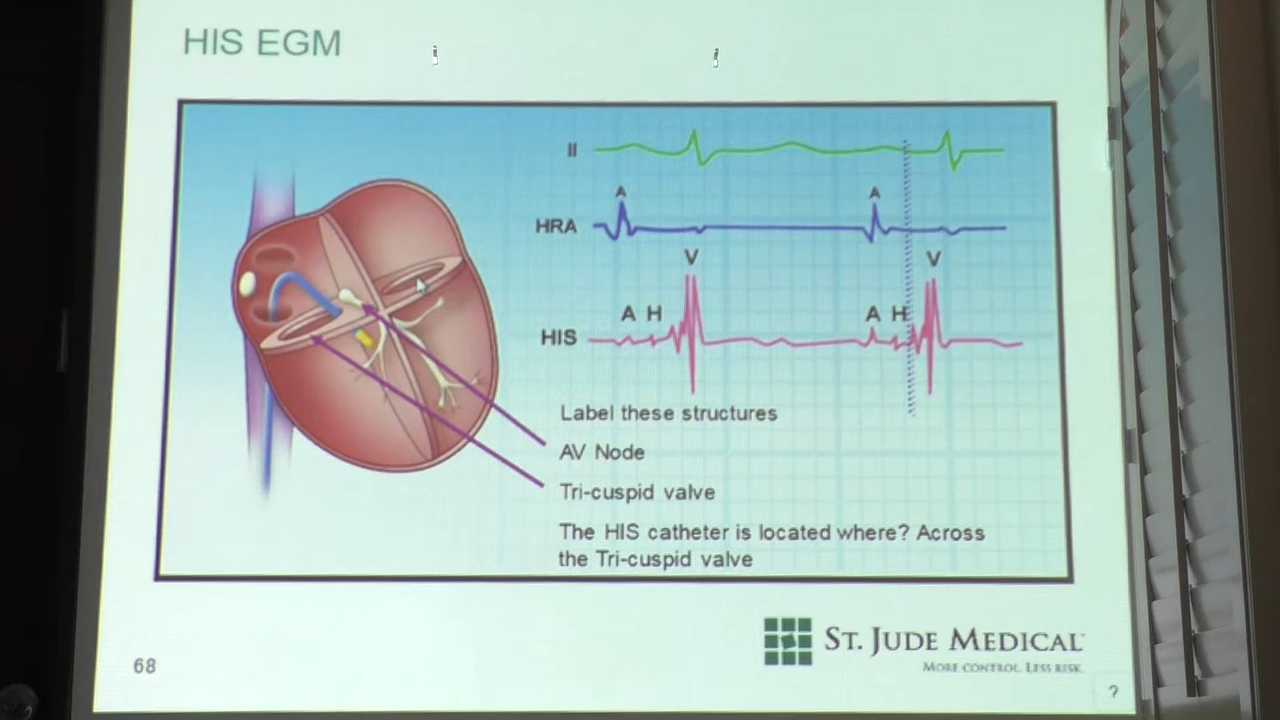 HIS EGM
II
A
A
HRA
V
V
A H
A H
HIS
Label these structures
AV Node
Tri-cuspid valve
The HIS catheter is located where? Across
the Tri-cuspid valve
ST. JUDE MEDICAL
MORE CONTROL. LESS RISK.
68
?